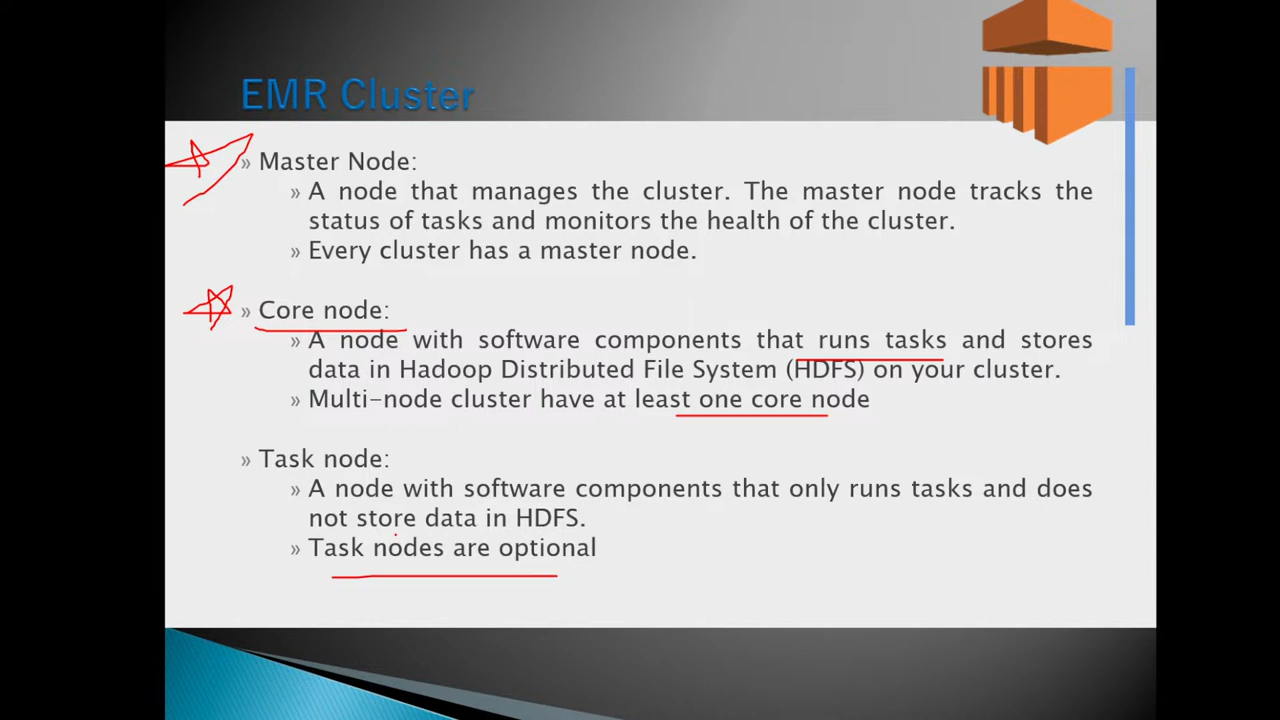 EMR Cluster
» Master Node:
» A node that manages the cluster. The master node tracks the
status of tasks and monitors the health of the cluster.
» Every cluster has a master node.
» Core node:
» A node with software components that runs tasks and stores
data in Hadoop Distributed File System (HDFS) on your cluster.
» Multi-node cluster have at least one core node
» Task node:
» A node with software components that only runs tasks and does
not store data in HDFS.
» Task nodes are optional